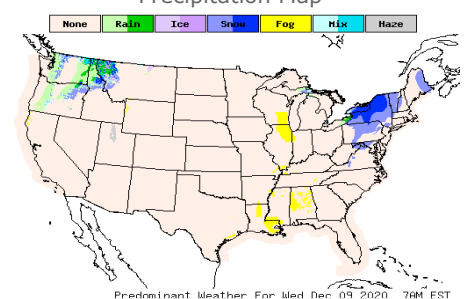 Precipitation Map
None Rain Ice Snow Fog Mix Haze
Predominant Weather For Wed Dec 09 2020 7AM EST